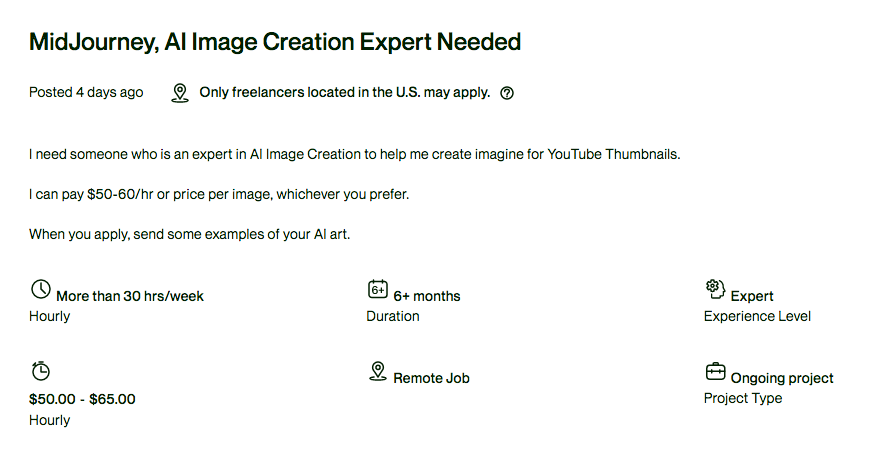 MidJourney, AI Image Creation Expert Needed
Posted 4 days ago Only freelancers located in the U.S. may apply. ?
I need someone who is an expert in AI Image Creation to help me create imagine for YouTube Thumbnails.
I can pay $50-60/hr or price per image, whichever you prefer.
When you apply, send some examples of your AI art.
More than 30 hrs/week 6+ 6+ months Expert
Hourly Duration Experience Level
Remote Job Ongoing project
$50.00 - $65.00 Project Type
Hourly